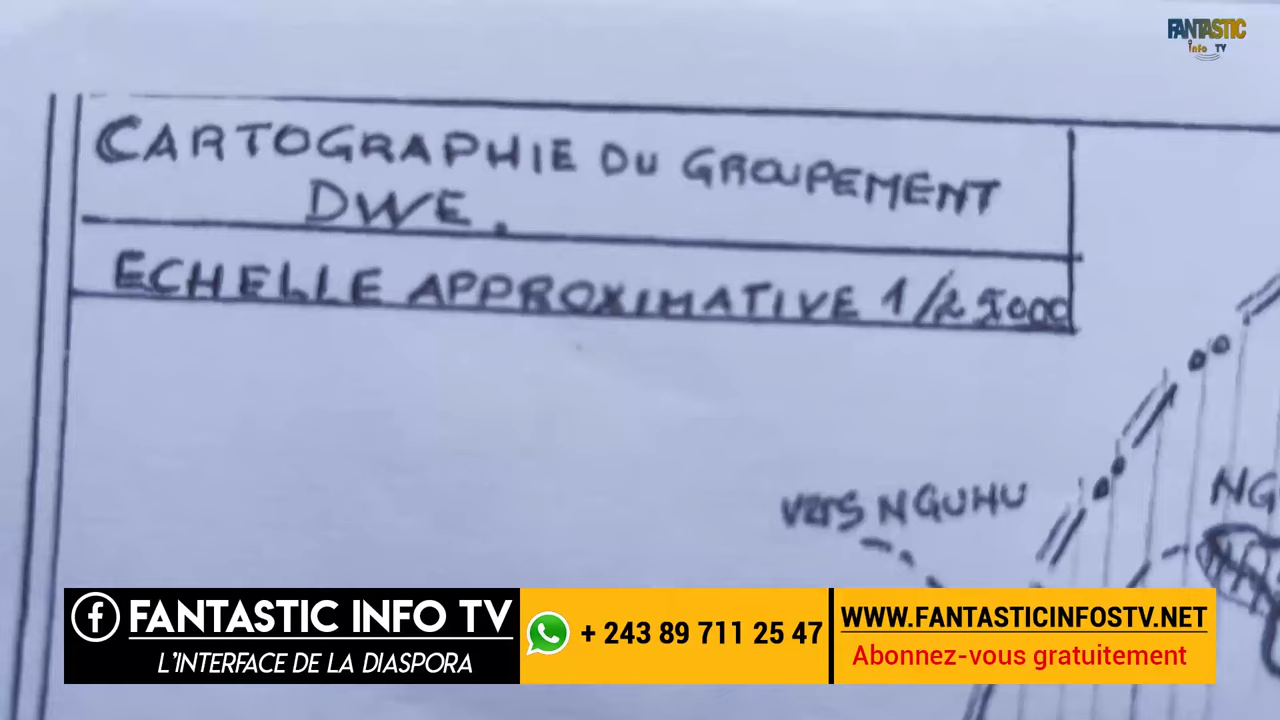 FANTASTIC
Info TV
CARTOGRAPHIE DU GROUPEMENT
DWE.
ECHELLE APPROXIMATIVE 1/25000
VERS NGUHU
NG
FANTASTIC INFO TV
L'INTERFACE DE LA DIASPORA
+ 243 89 711 25 47
WWW.FANTASTICINFOSTV.NET
Abonnez-vous gratuitement